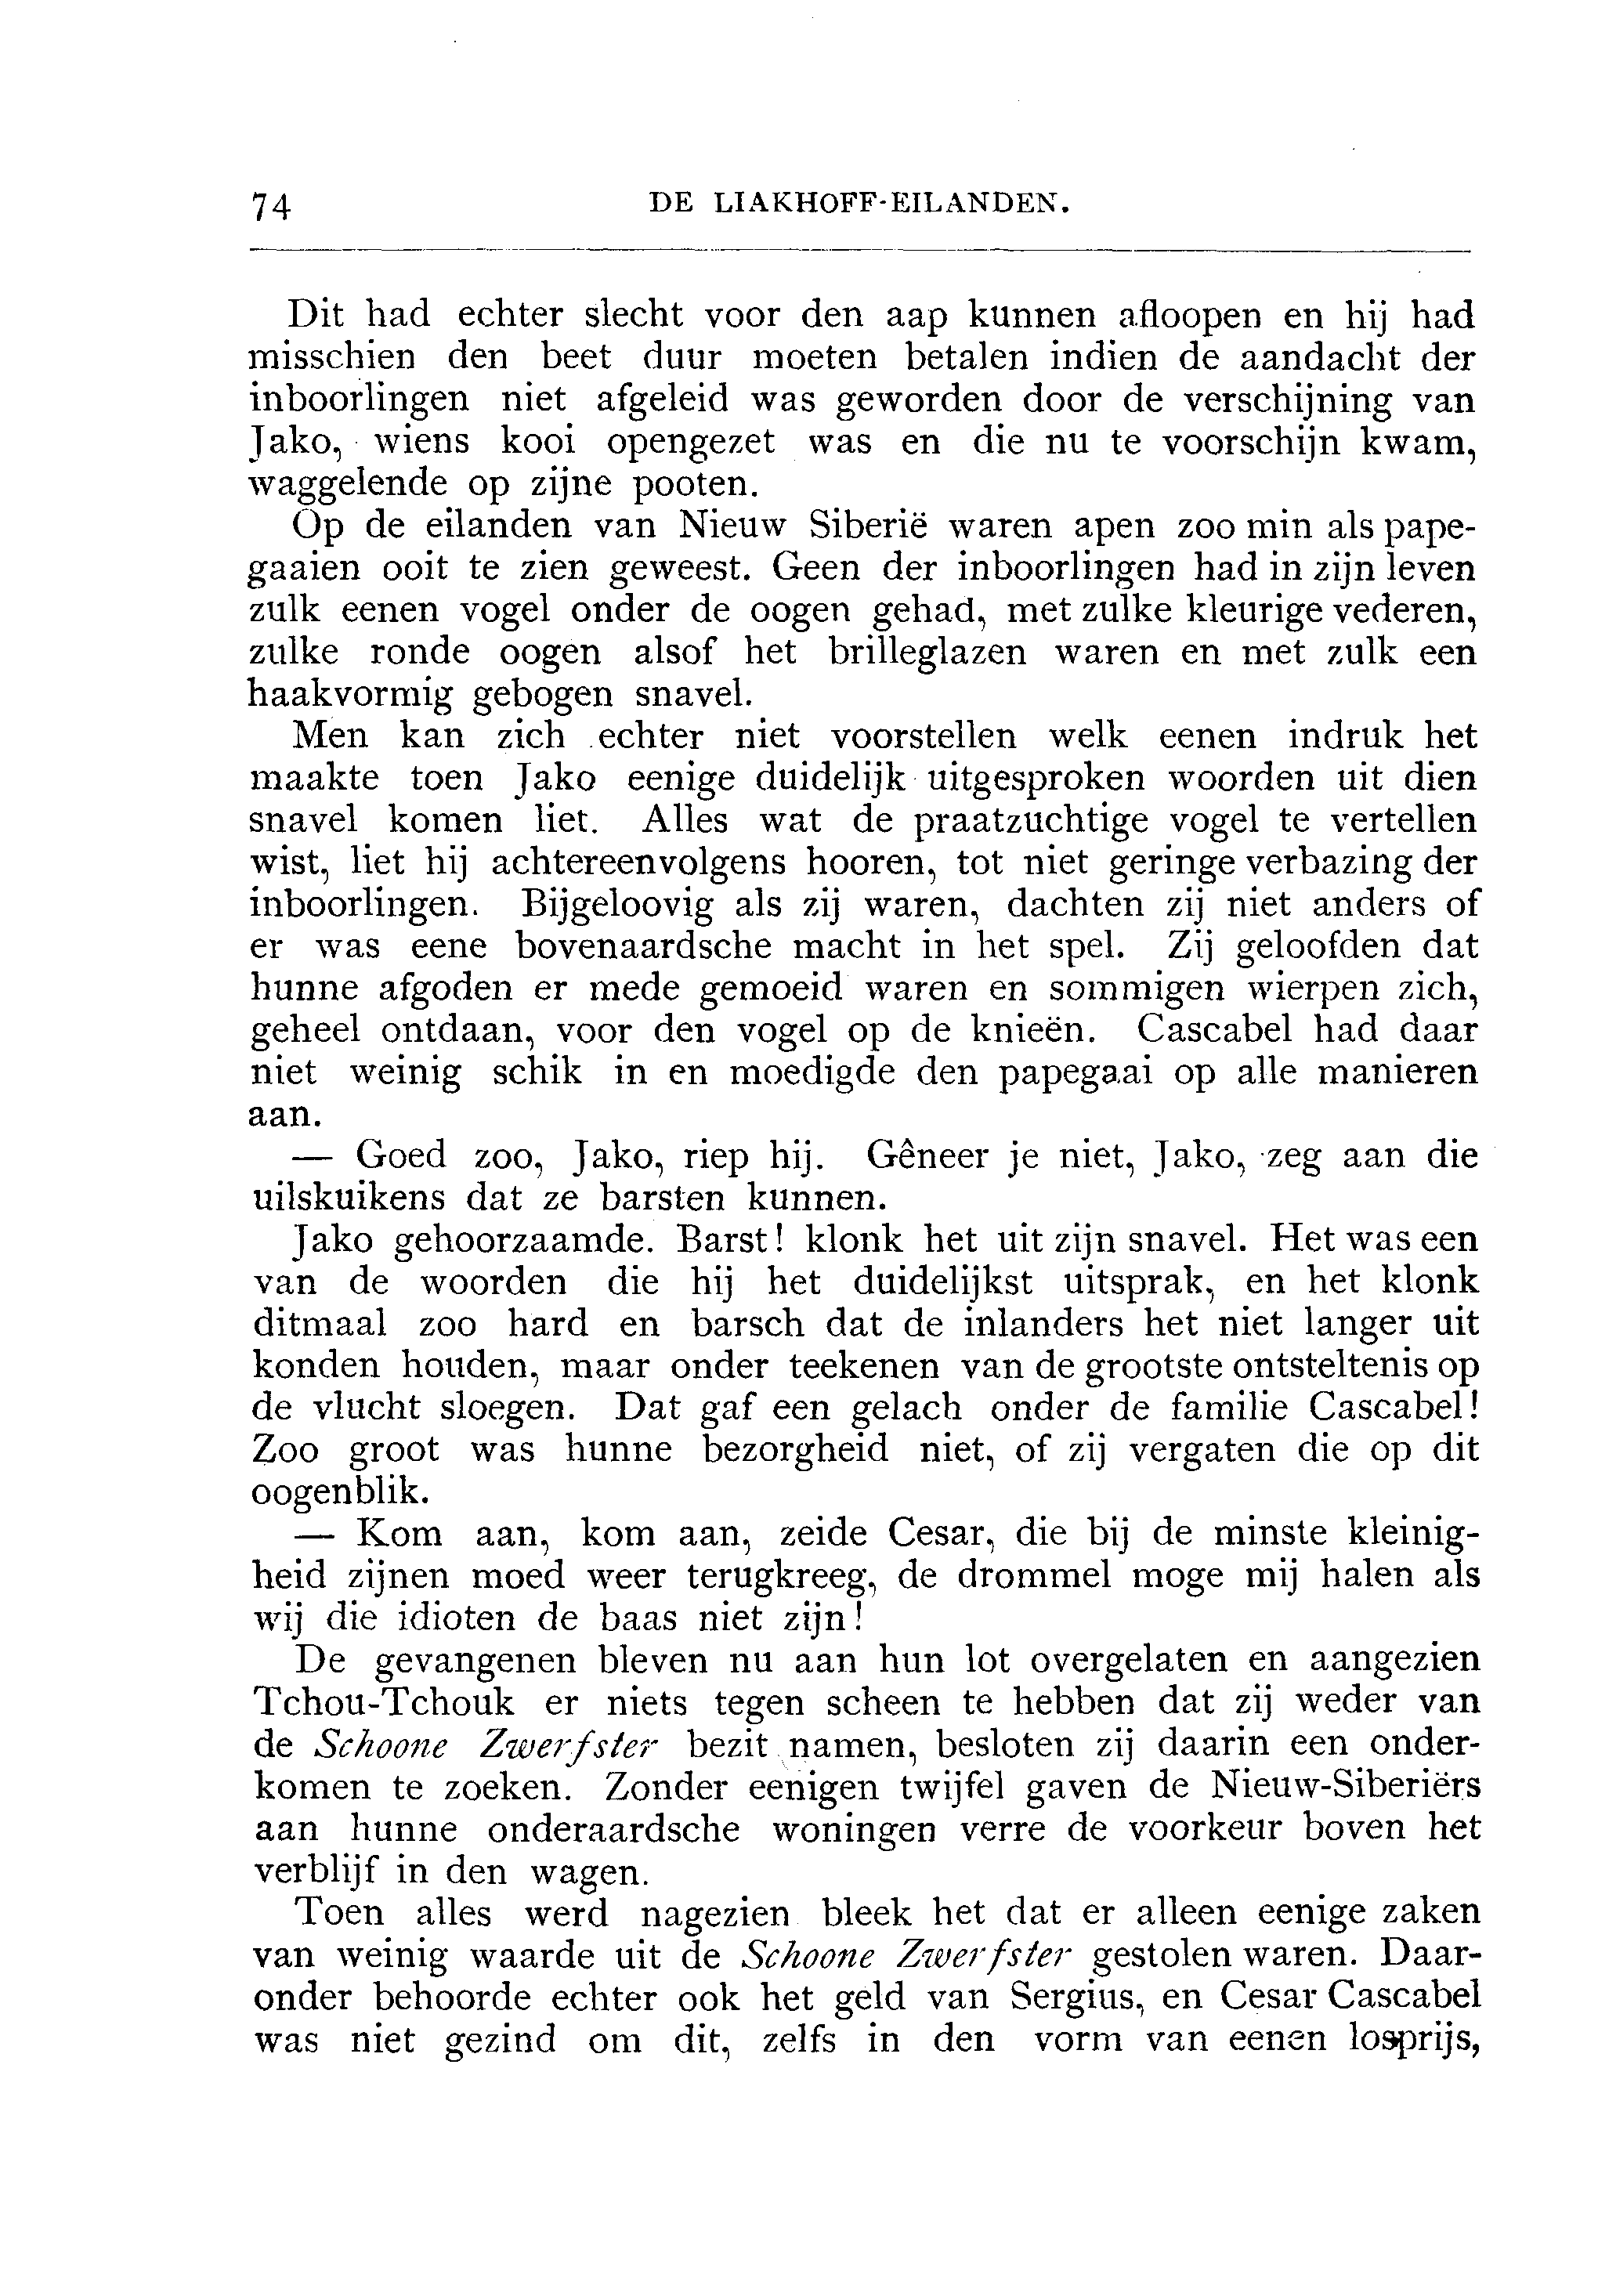 74 DE LIAKHOFF-EILANDEN.
Dit had echter slecht voor den aap kunnen afloopen en hij had
misschien den beet duur moeten betalen indien de aandacht der
inboorlingen niet afgeleid was geworden door de verschijning van
Jako, wiens kooi opengezet was en die nu te voorschijn kwam,
waggelende op zijne pooten.
Op de eilanden van Nieuw Siberië waren apen zoo min als pape-
gaaien ooit te zien geweest. Geen der inboorlingen had in zijn leven
zulk eenen vogel onder de oogen gehad, met zulke kleurige vederen,
zulke ronde oogen alsof het brilleglazen waren en met zulk een
haakvormig gebogen snavel.
Men kan zich echter niet voorstellen welk eenen indruk het
maakte toen Jako eenige duidelijk uitgesproken woorden uit dien
snavel komen liet. Alles wat de praatzuchtige vogel te vertellen
wist, liet hij achtereenvolgens hooren, tot niet geringe verbazing der
inboorlingen. Bijgeloovig als zij waren, dachten zij niet anders of
er was eene bovenaardsche macht in het spel. Zij geloofden dat
hunne afgoden er mede gemoeid waren en sommigen wierpen zich,
geheel ontdaan, voor den vogel op de knieën. Cascabel had daar
niet weinig schik in en moedigde den papegaai op alle manieren
aan.
— Goed zoo, Jako, riep hij. Gêneer je niet, Jako, zeg aan die
uilskuikens dat ze barsten kunnen.
Jako gehoorzaamde. Barst! klonk het uit zijn snavel. Het was een
van de woorden die hij het duidelijkst uitsprak, en het klonk
ditmaal zoo hard en barsch dat de inlanders het niet langer uit
konden houden, maar onder teekenen van de grootste ontsteltenis op
de vlucht sloegen. Dat gaf een gelach onder de familie Cascabel!
Zoo groot was hunne bezorgheid niet, of zij vergaten die op dit
oogenblik.
— Kom aan, kom aan, zeide Cesar, die bij de minste kleinig-
heid zijnen moed weer terugkreeg, de drommel moge mij halen als
wij die idioten de baas niet zijn!
De gevangenen bleven nu aan hun lot overgelaten en aangezien
Tchou-Tchouk er niets tegen scheen te hebben dat zij weder van
de Schoone Zwerfster bezit namen, besloten zij daarin een onder-
komen te zoeken. Zonder eenigen twijfel gaven de Nieuw-Siberiërs
aan hunne onderaardsche woningen verre de voorkeur boven het
verblijf in den wagen.
Toen alles werd nagezien bleek het dat er alleen eenige zaken
van weinig waarde uit de Schoone Zwerfster gestolen waren. Daar-
onder behoorde echter ook het geld van Sergius, en Cesar Cascabel
was niet gezind om dit, zelfs in den vorm van eenen losprijs,